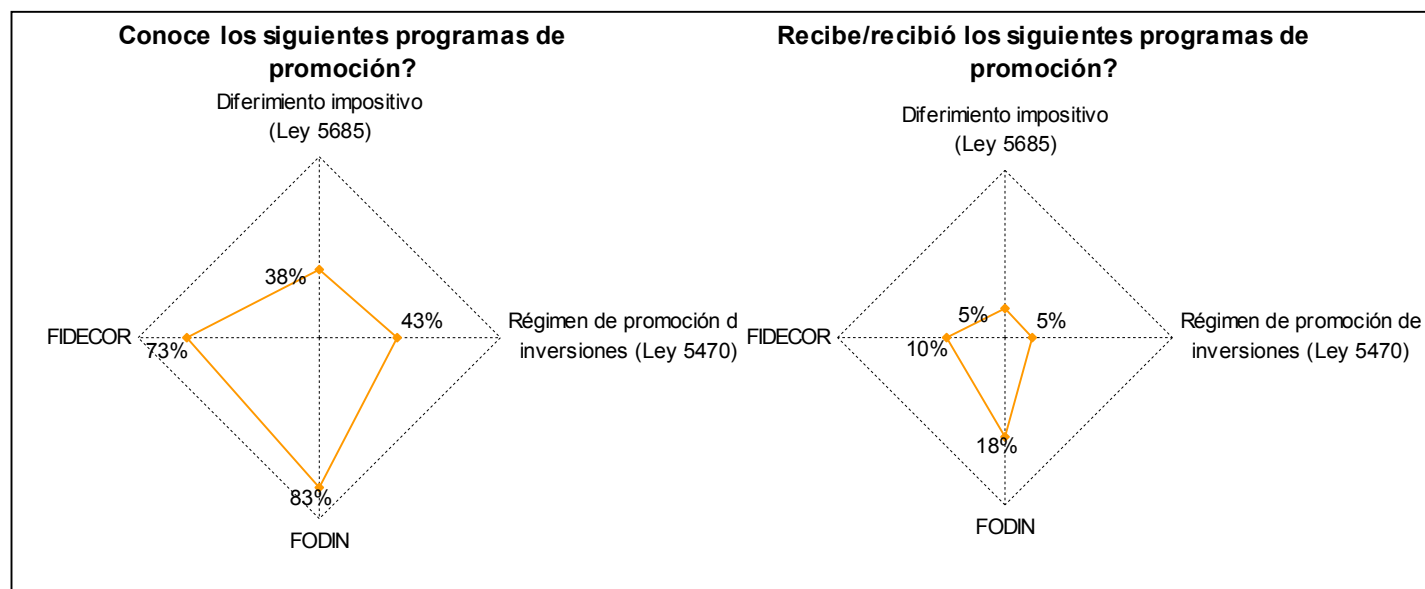 Conoce los siguientes programas de
promoción?
Diferimiento impositivo
(Ley 5685)
38%
43%
FIDECOR
73%
Régimen de promoción d
inversiones (Ley 5470)
83%
FODIN
Recibe/recibió los siguientes programas de
promoción?
Diferimiento impositivo
(Ley 5685)
5%
5%
FIDECOR
10%
Régimen de promoción de
inversiones (Ley 5470)
18%
FODIN